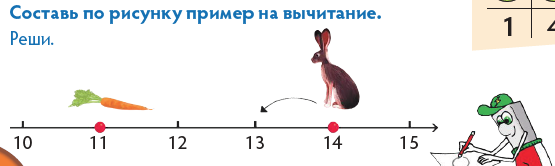 Составь по рисунку пример на вычитание.
Реши.
10 11 12 13 14 15
1